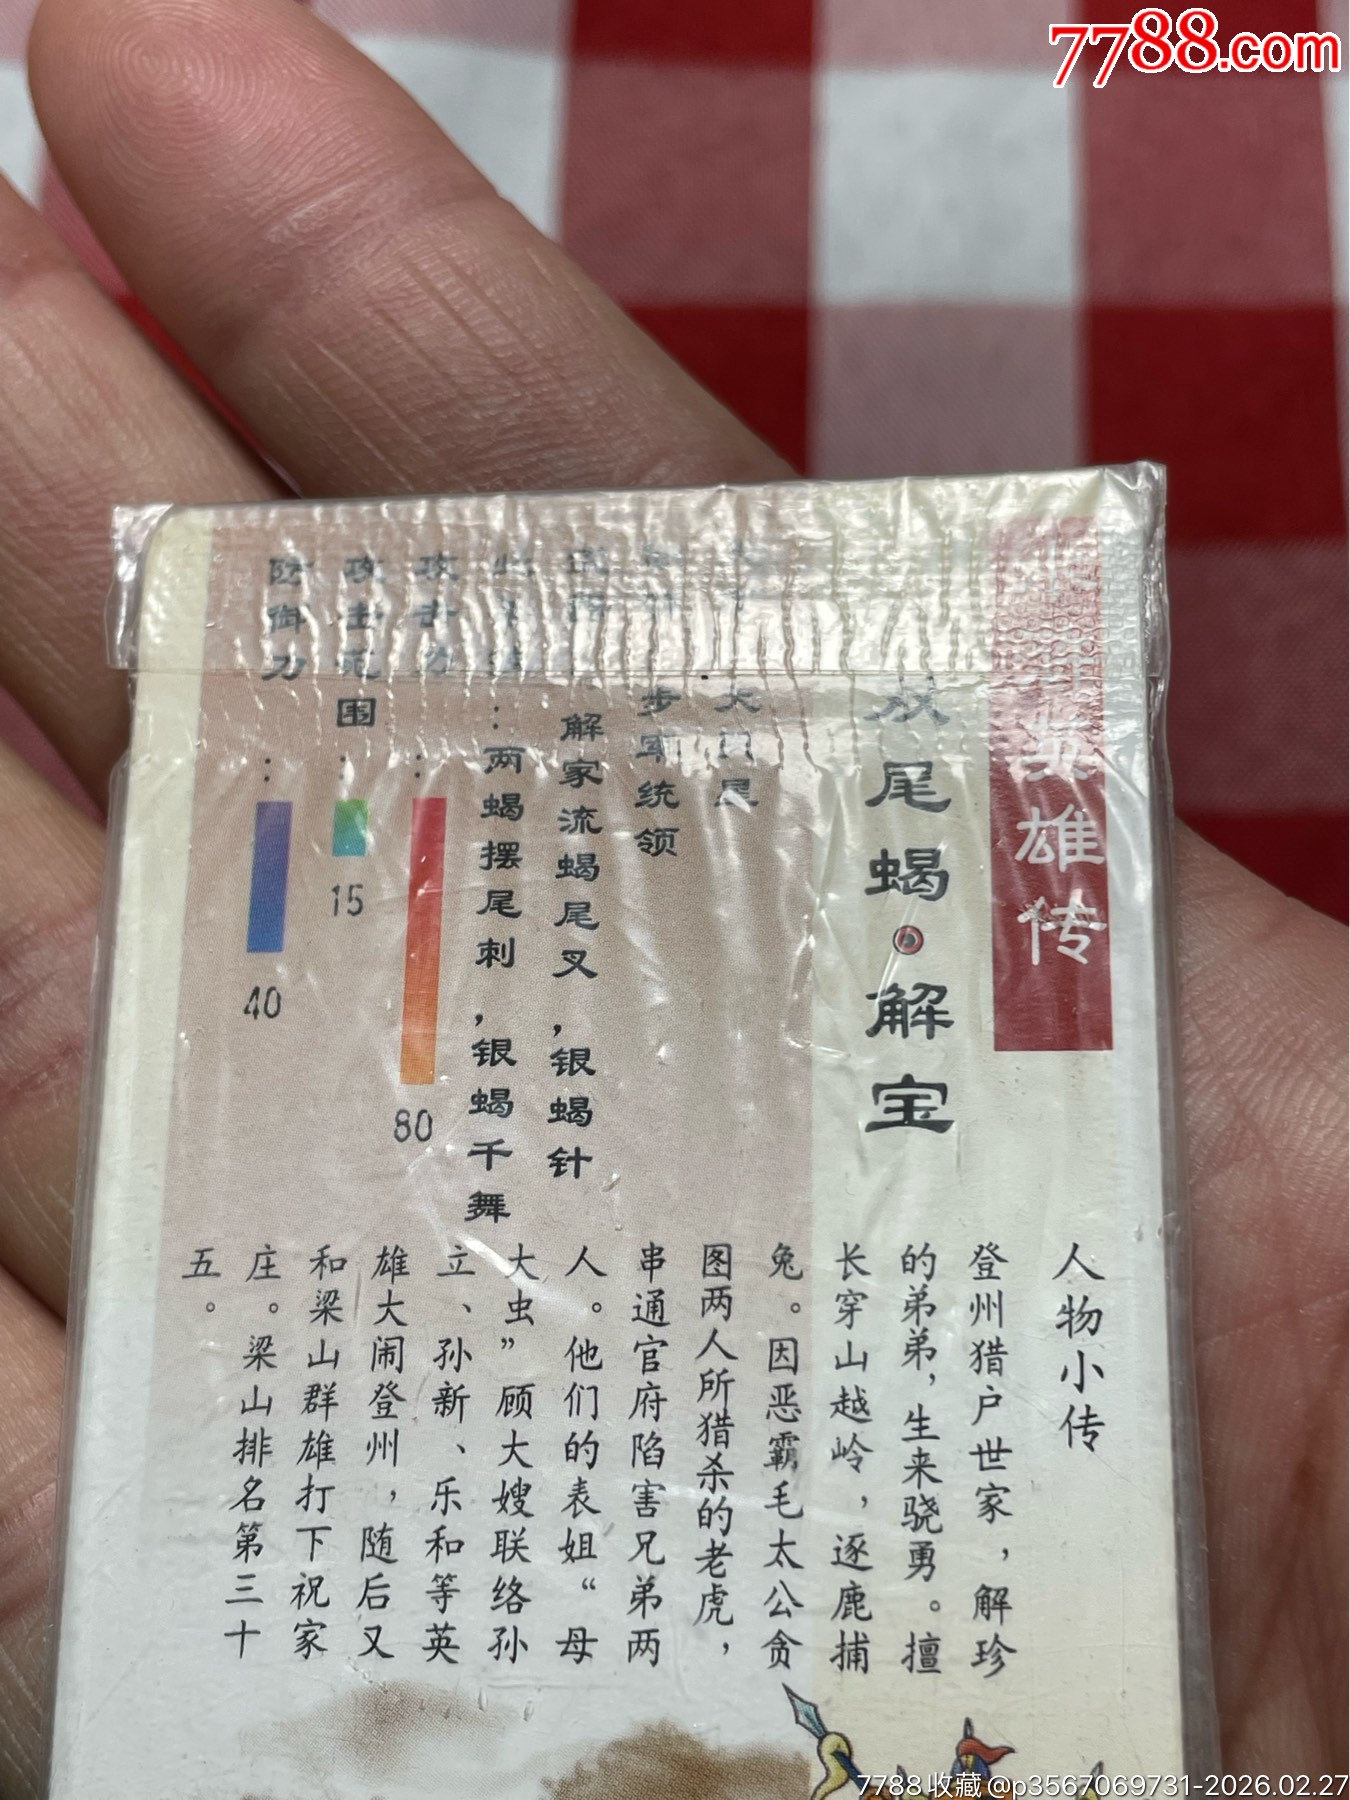 7788.com
英雄传
双尾蝎·解宝
步军统领
解家流蝎尾叉,银蝎针
:两蝎摆尾刺,银蝎千舞
攻击力:80
攻击范围:15
防御力:40
人物小传
登州猎户世家,解珍
的弟弟,生来骁勇。擅
长穿山越岭,逐鹿捕
兔。因恶霸毛太公贪
图两人所猎杀的老虎,
串通官府陷害兄弟两
人。他们的表姐“母
大虫”顾大嫂联络孙
立、孙新、乐和等英
雄大闹登州,随后又
和梁山群雄打下祝家
庄。梁山排名第三十
五。
7788收藏@p3567069731-2026.02.27